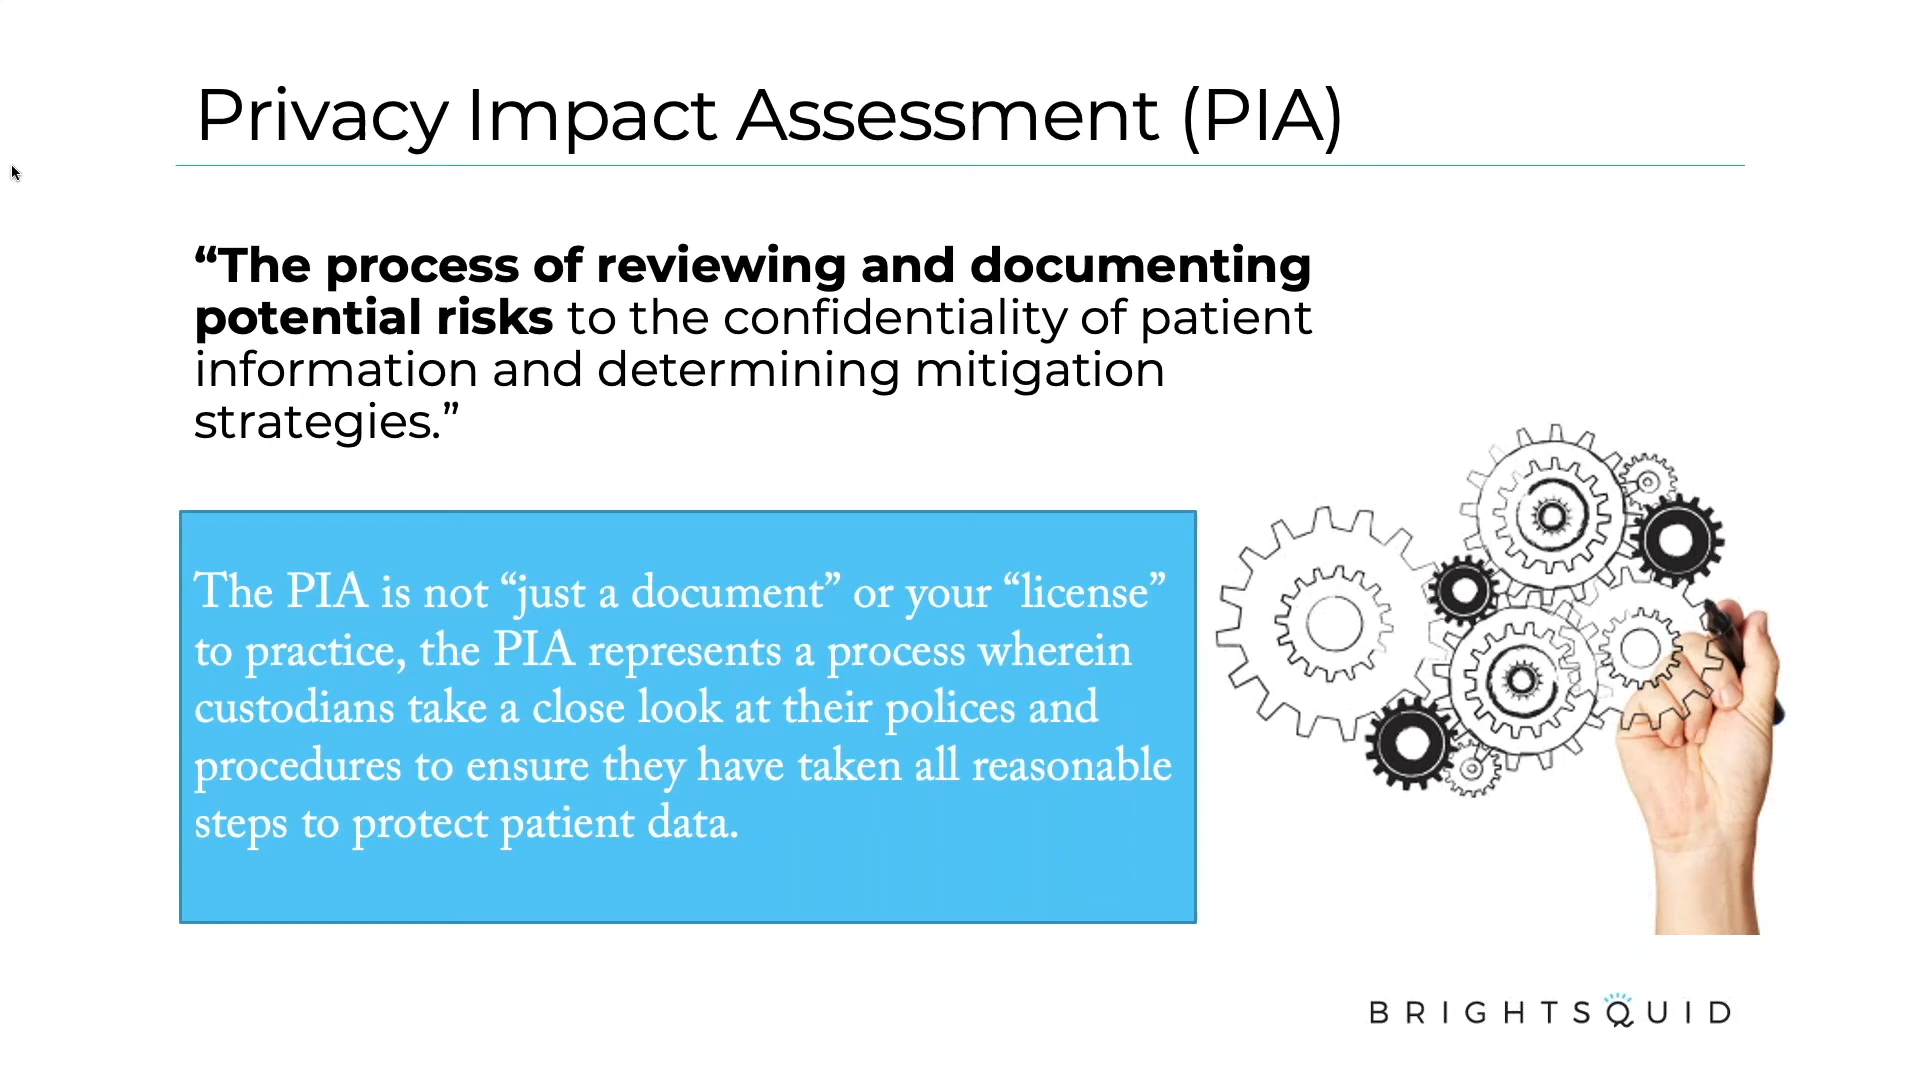 Privacy Impact Assessment (PIA)
“The process of reviewing and documenting
potential risks to the confidentiality of patient
information and determining mitigation
strategies.”
The PIA is not “just a document” or your “license”
to practice, the PIA represents a process wherein
custodians take a close look at their polices and
procedures to ensure they have taken all reasonable
steps to protect patient data.
BRIGHTSQUID